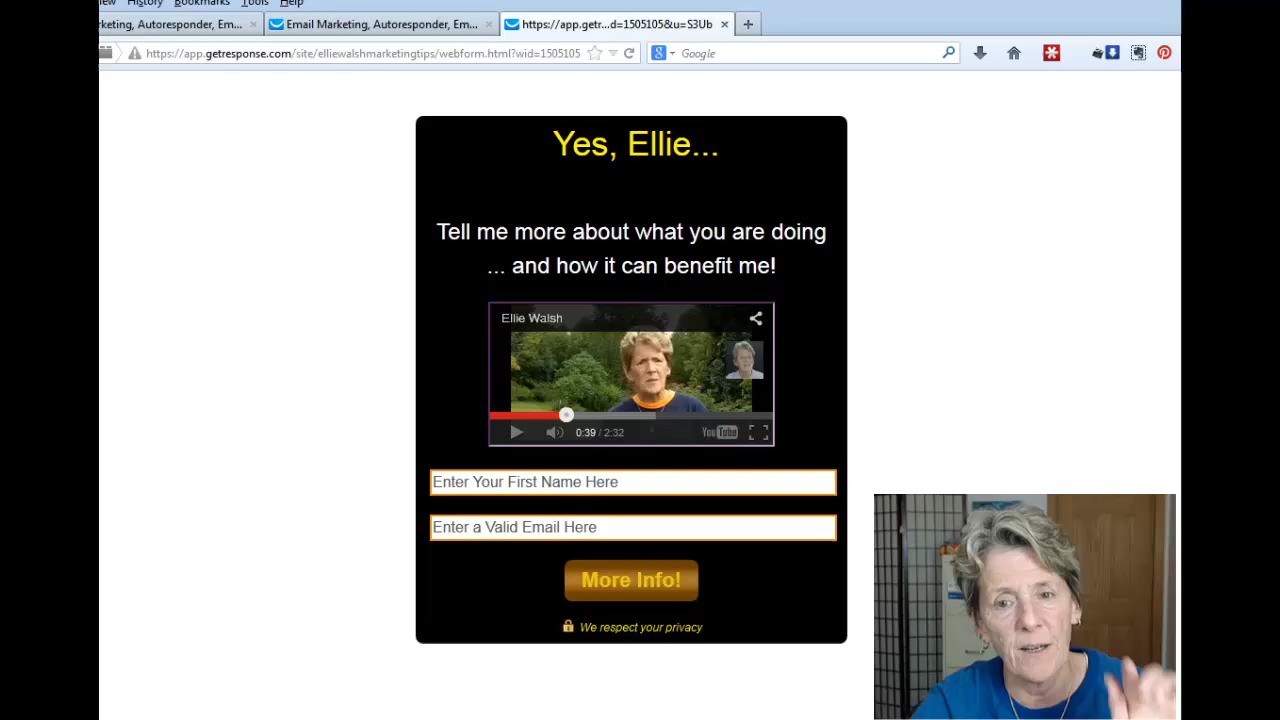 History Bookmarks Tools Help
rketing, Autoresponder, Em... × Email Marketing, Autoresponder, Em... × https://app.getr...d=1505105&u=S3Ub ×
https://app.getresponse.com/site/elliewalshmarketingtips/webform.html?wid=1505105 Google
Yes, Ellie...
Tell me more about what you are doing
... and how it can benefit me!
Ellie Walsh
0:39 / 2:32 YouTube
Enter Your First Name Here
Enter a Valid Email Here
More Info!
We respect your privacy